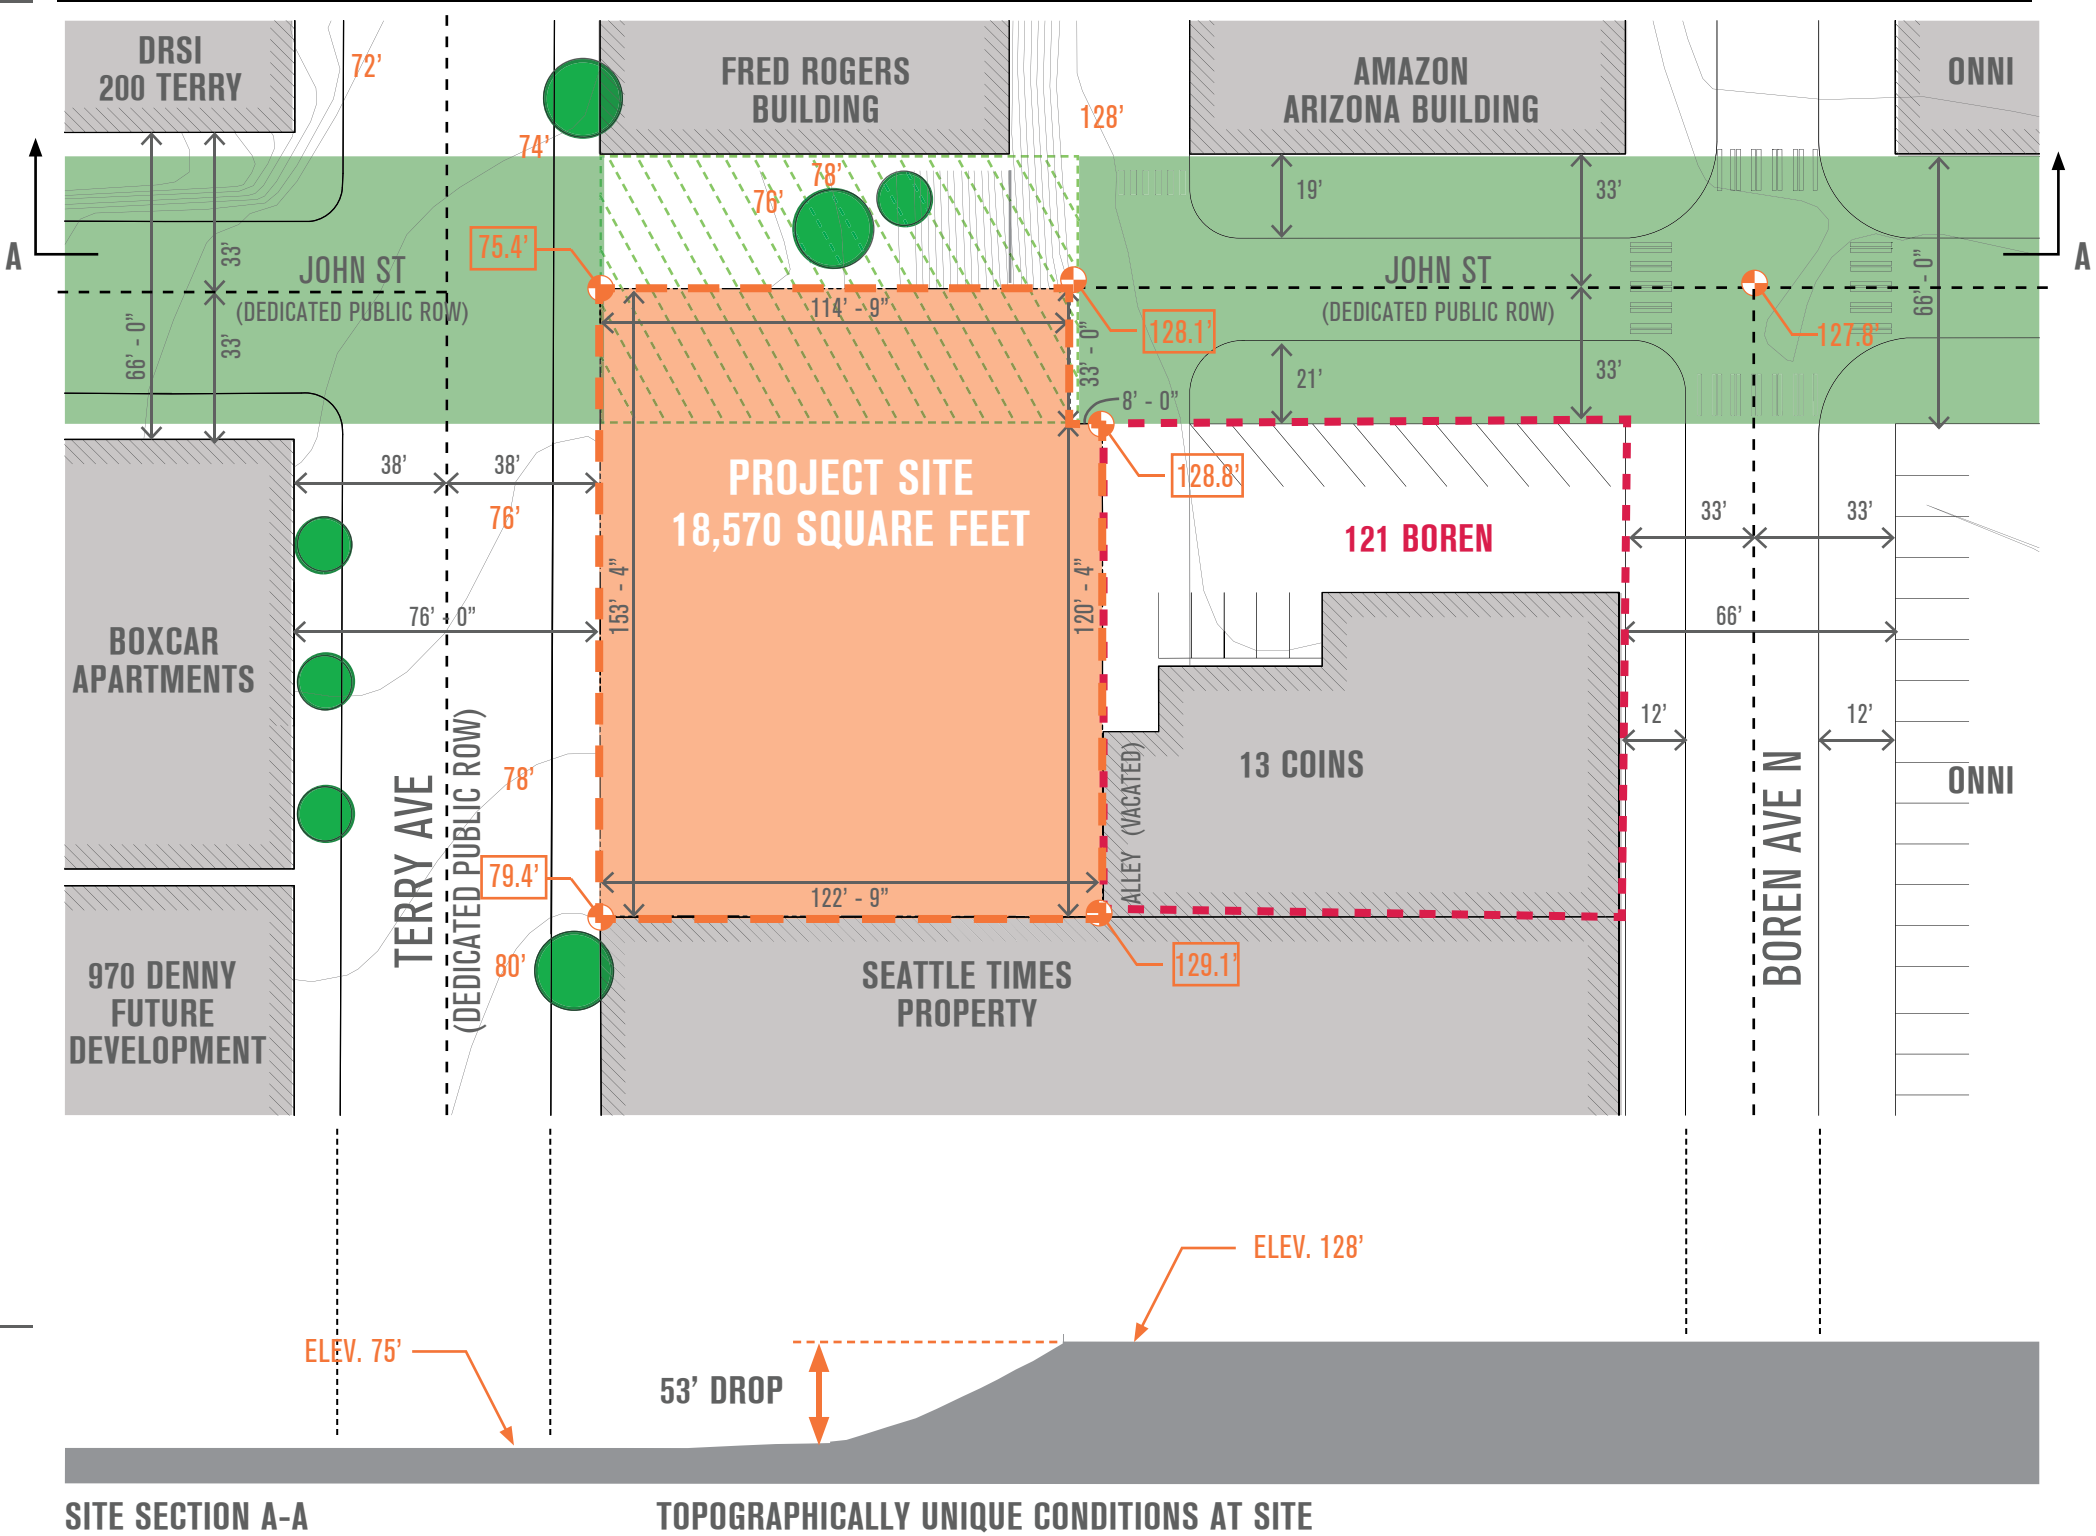 DRSI
200 TERRY
72’
FRED ROGERS
BUILDING
AMAZON
ARIZONA BUILDING
ONNI
128’
74’
78’
76’
19’
33’
A
75.4’
33’
JOHN ST
(DEDICATED PUBLIC ROW)
66’ - 0”
33’
114’ - 9”
33’ - 0”
128.1’
JOHN ST
(DEDICATED PUBLIC ROW)
66’ - 0”
127.8’
A
21’
33’
8’ - 0”
38’
38’
76’
PROJECT SITE
18,570 SQUARE FEET
128.8’
121 BOREN
33’
33’
153’ - 4”
120’ - 4”
76’ - 0”
66’
BOXCAR
APARTMENTS
12’
12’
78’
13 COINS
ONNI
TERRY AVE
(DEDICATED PUBLIC ROW)
ALLEY (VACATED)
BOREN AVE N
79.4’
122’ - 9”
80’
129.1’
970 DENNY
FUTURE
DEVELOPMENT
SEATTLE TIMES
PROPERTY
ELEV. 128’
ELEV. 75’
53’ DROP
SITE SECTION A-A
TOPOGRAPHICALLY UNIQUE CONDITIONS AT SITE